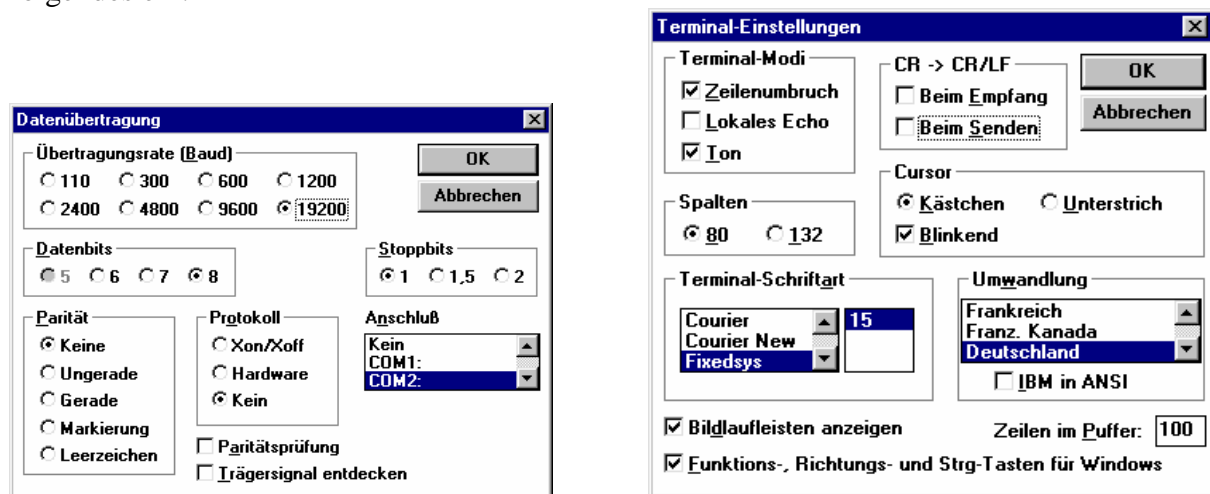 Datenübertragung
Übertragungsrate (Baud)
110 300 600 1200
2400 4800 9600 19200
OK
Abbrechen
Datenbits
5 6 7 8
Stoppbits
1 1,5 2
Parität
Keine
Ungerade
Gerade
Markierung
Leerzeichen
Protokoll
Xon/Xoff
Hardware
Kein
Anschluß
Kein
COM1:
COM2:
Paritätsprüfung
Trägersignal entdecken
Terminal-Einstellungen
Terminal-Modi
Zeilenumbruch
Lokales Echo
Ton
CR -> CR/LF
Beim Empfang
Beim Senden
OK
Abbrechen
Spalten
80 132
Cursor
Kästchen Unterstrich
Blinkend
Terminal-Schriftart
Courier
Courier New
Fixedsys
15
Umwandlung
Frankreich
Franz. Kanada
Deutschland
IBM in ANSI
Bildlaufleisten anzeigen
Zeilen im Puffer: 100
Funktions-, Richtungs- und Strg-Tasten für Windows